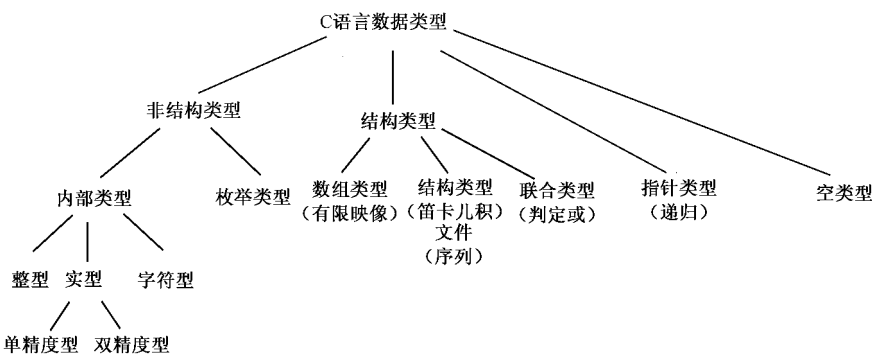 C语言数据类型
非结构类型
结构类型
内部类型
枚举类型
数组类型
（有限映像）
结构类型
（笛卡儿积）
文件
（序列）
联合类型
（判定或）
指针类型
（递归）
空类型
整型
实型
字符型
单精度型
双精度型